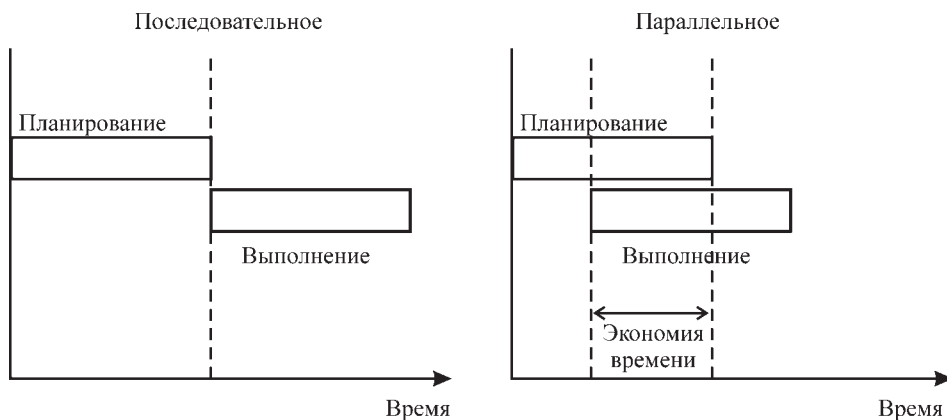 Последовательное
Планирование
Выполнение
Время
Параллельное
Планирование
Выполнение
Экономия
времени
Время